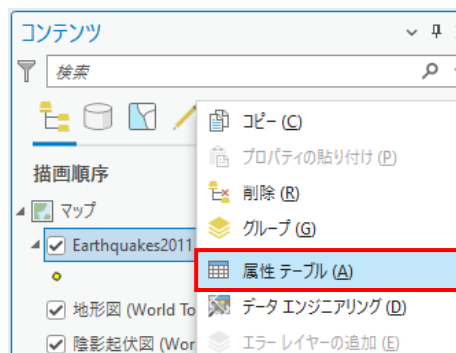 コンテンツ
検索
コピー (C)
プロパティの貼り付け (P)
描画順序
削除 (R)
マップ
グループ (G)
Earthquakes2011
属性 テーブル (A)
地形図 (World To
データ エンジニアリング (D)
陰影起伏図 (Wor
エラー レイヤーの追加 (E)